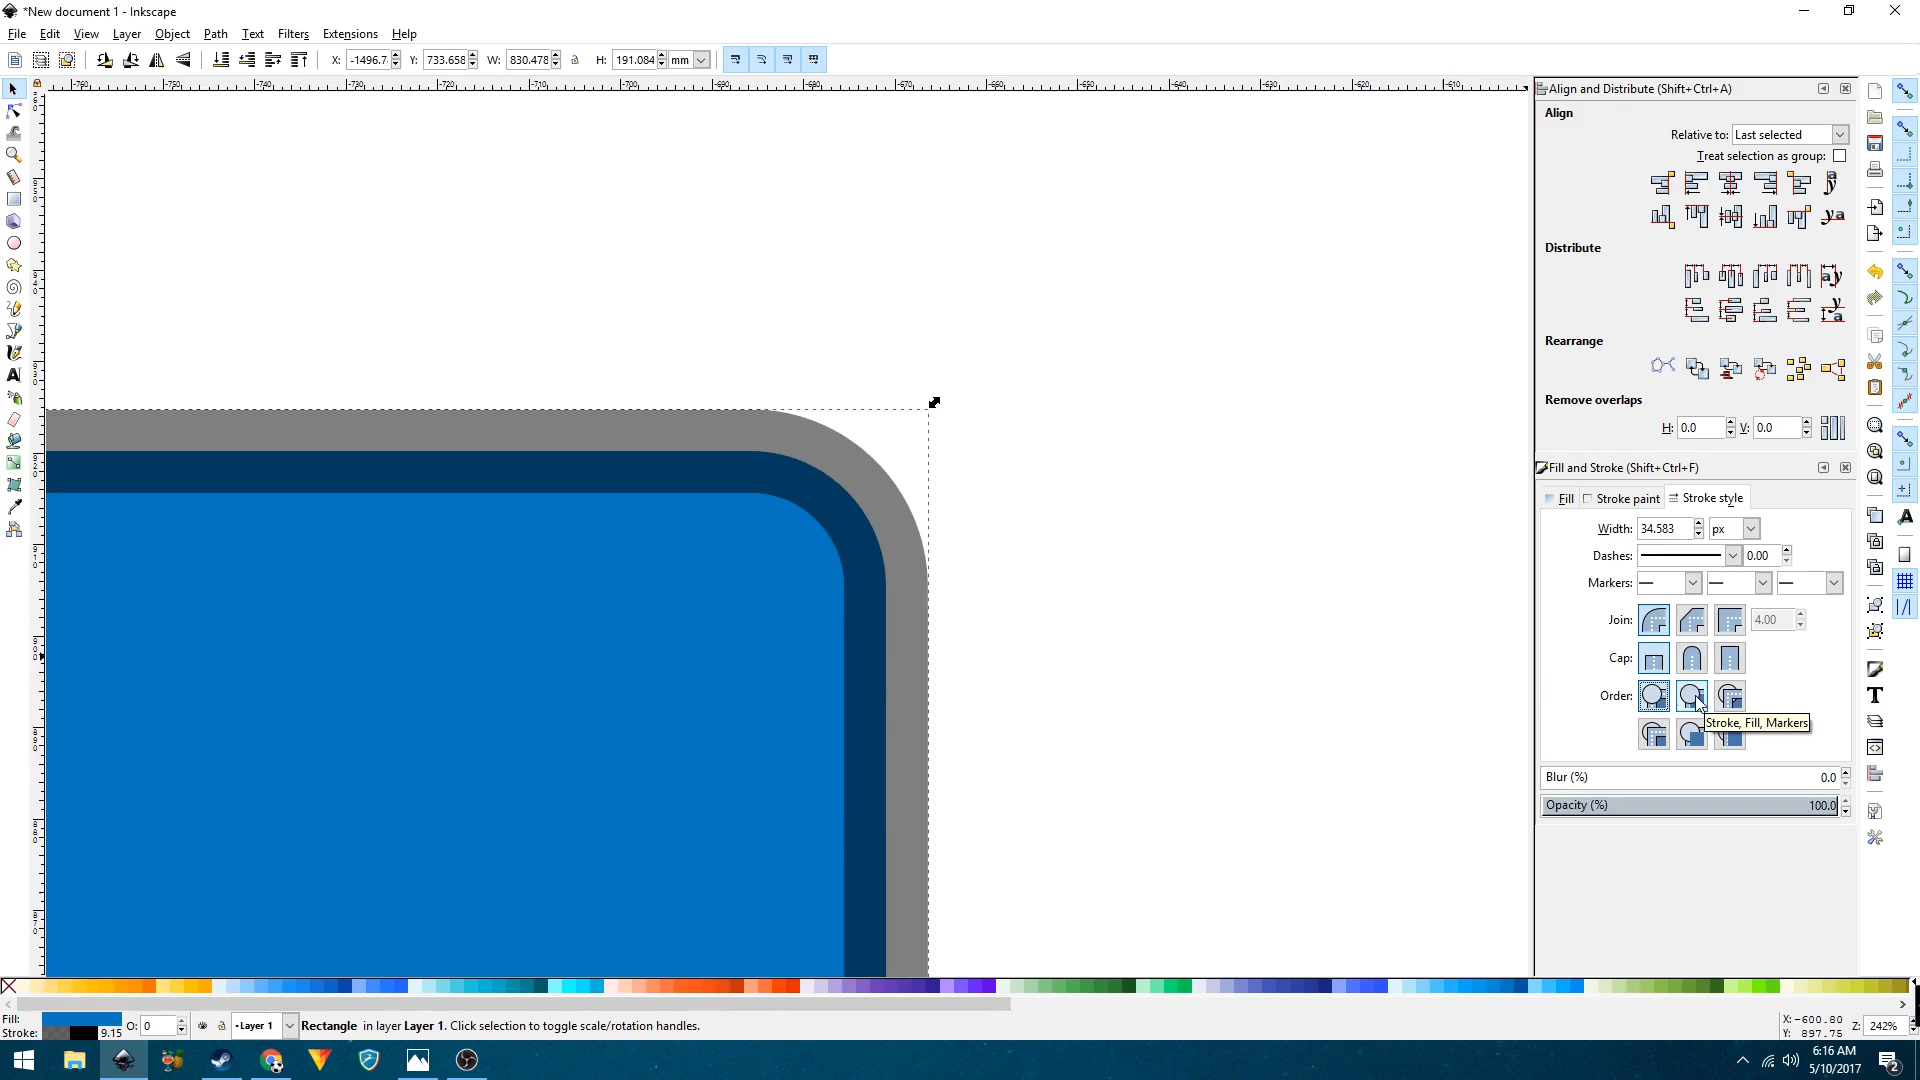 *New document 1 - Inkscape
File Edit View Layer Object Path Text Filters Extensions Help
X: -1496.7 Y: 733.658 W: 830.478 H: 191.084 mm
Align and Distribute (Shift+Ctrl+A)
Align
Relative to: Last selected
Treat selection as group:
Distribute
Rearrange
Remove overlaps
H: 0.0 V: 0.0
Fill and Stroke (Shift+Ctrl+F)
Fill Stroke paint Stroke style
Width: 34.583 px
Dashes: 0.00
Markers:
Join: 4.00
Cap:
Order:
Stroke, Fill, Markers
Blur (%) 0.0
Opacity (%) 100.0
Fill:
Stroke: 9.15 O: 0 Layer 1 Rectangle in layer Layer 1. Click selection to toggle scale/rotation handles.
X: -600.80
Y: 897.75 Z: 242%
6:16 AM
5/10/2017
2